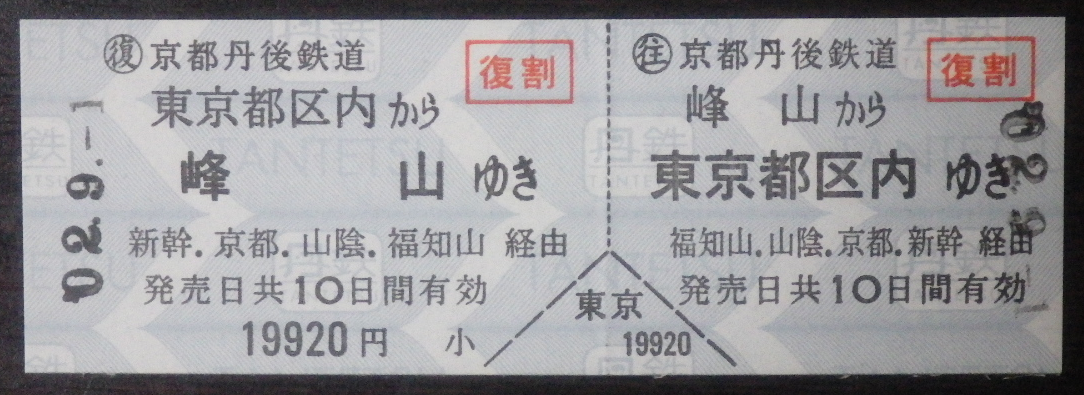 ㊝京都丹後鉄道
復割
東京都区内から
峰山ゆき
新幹.京都.山陰.福知山 経由
発売日共10日間有効
19920円 小
02.9.-1
㊟京都丹後鉄道
復割
峰山から
東京都区内ゆき
福知山.山陰.京都.新幹 経由
発売日共10日間有効
東京
19920
丹鉄
TANTETSU